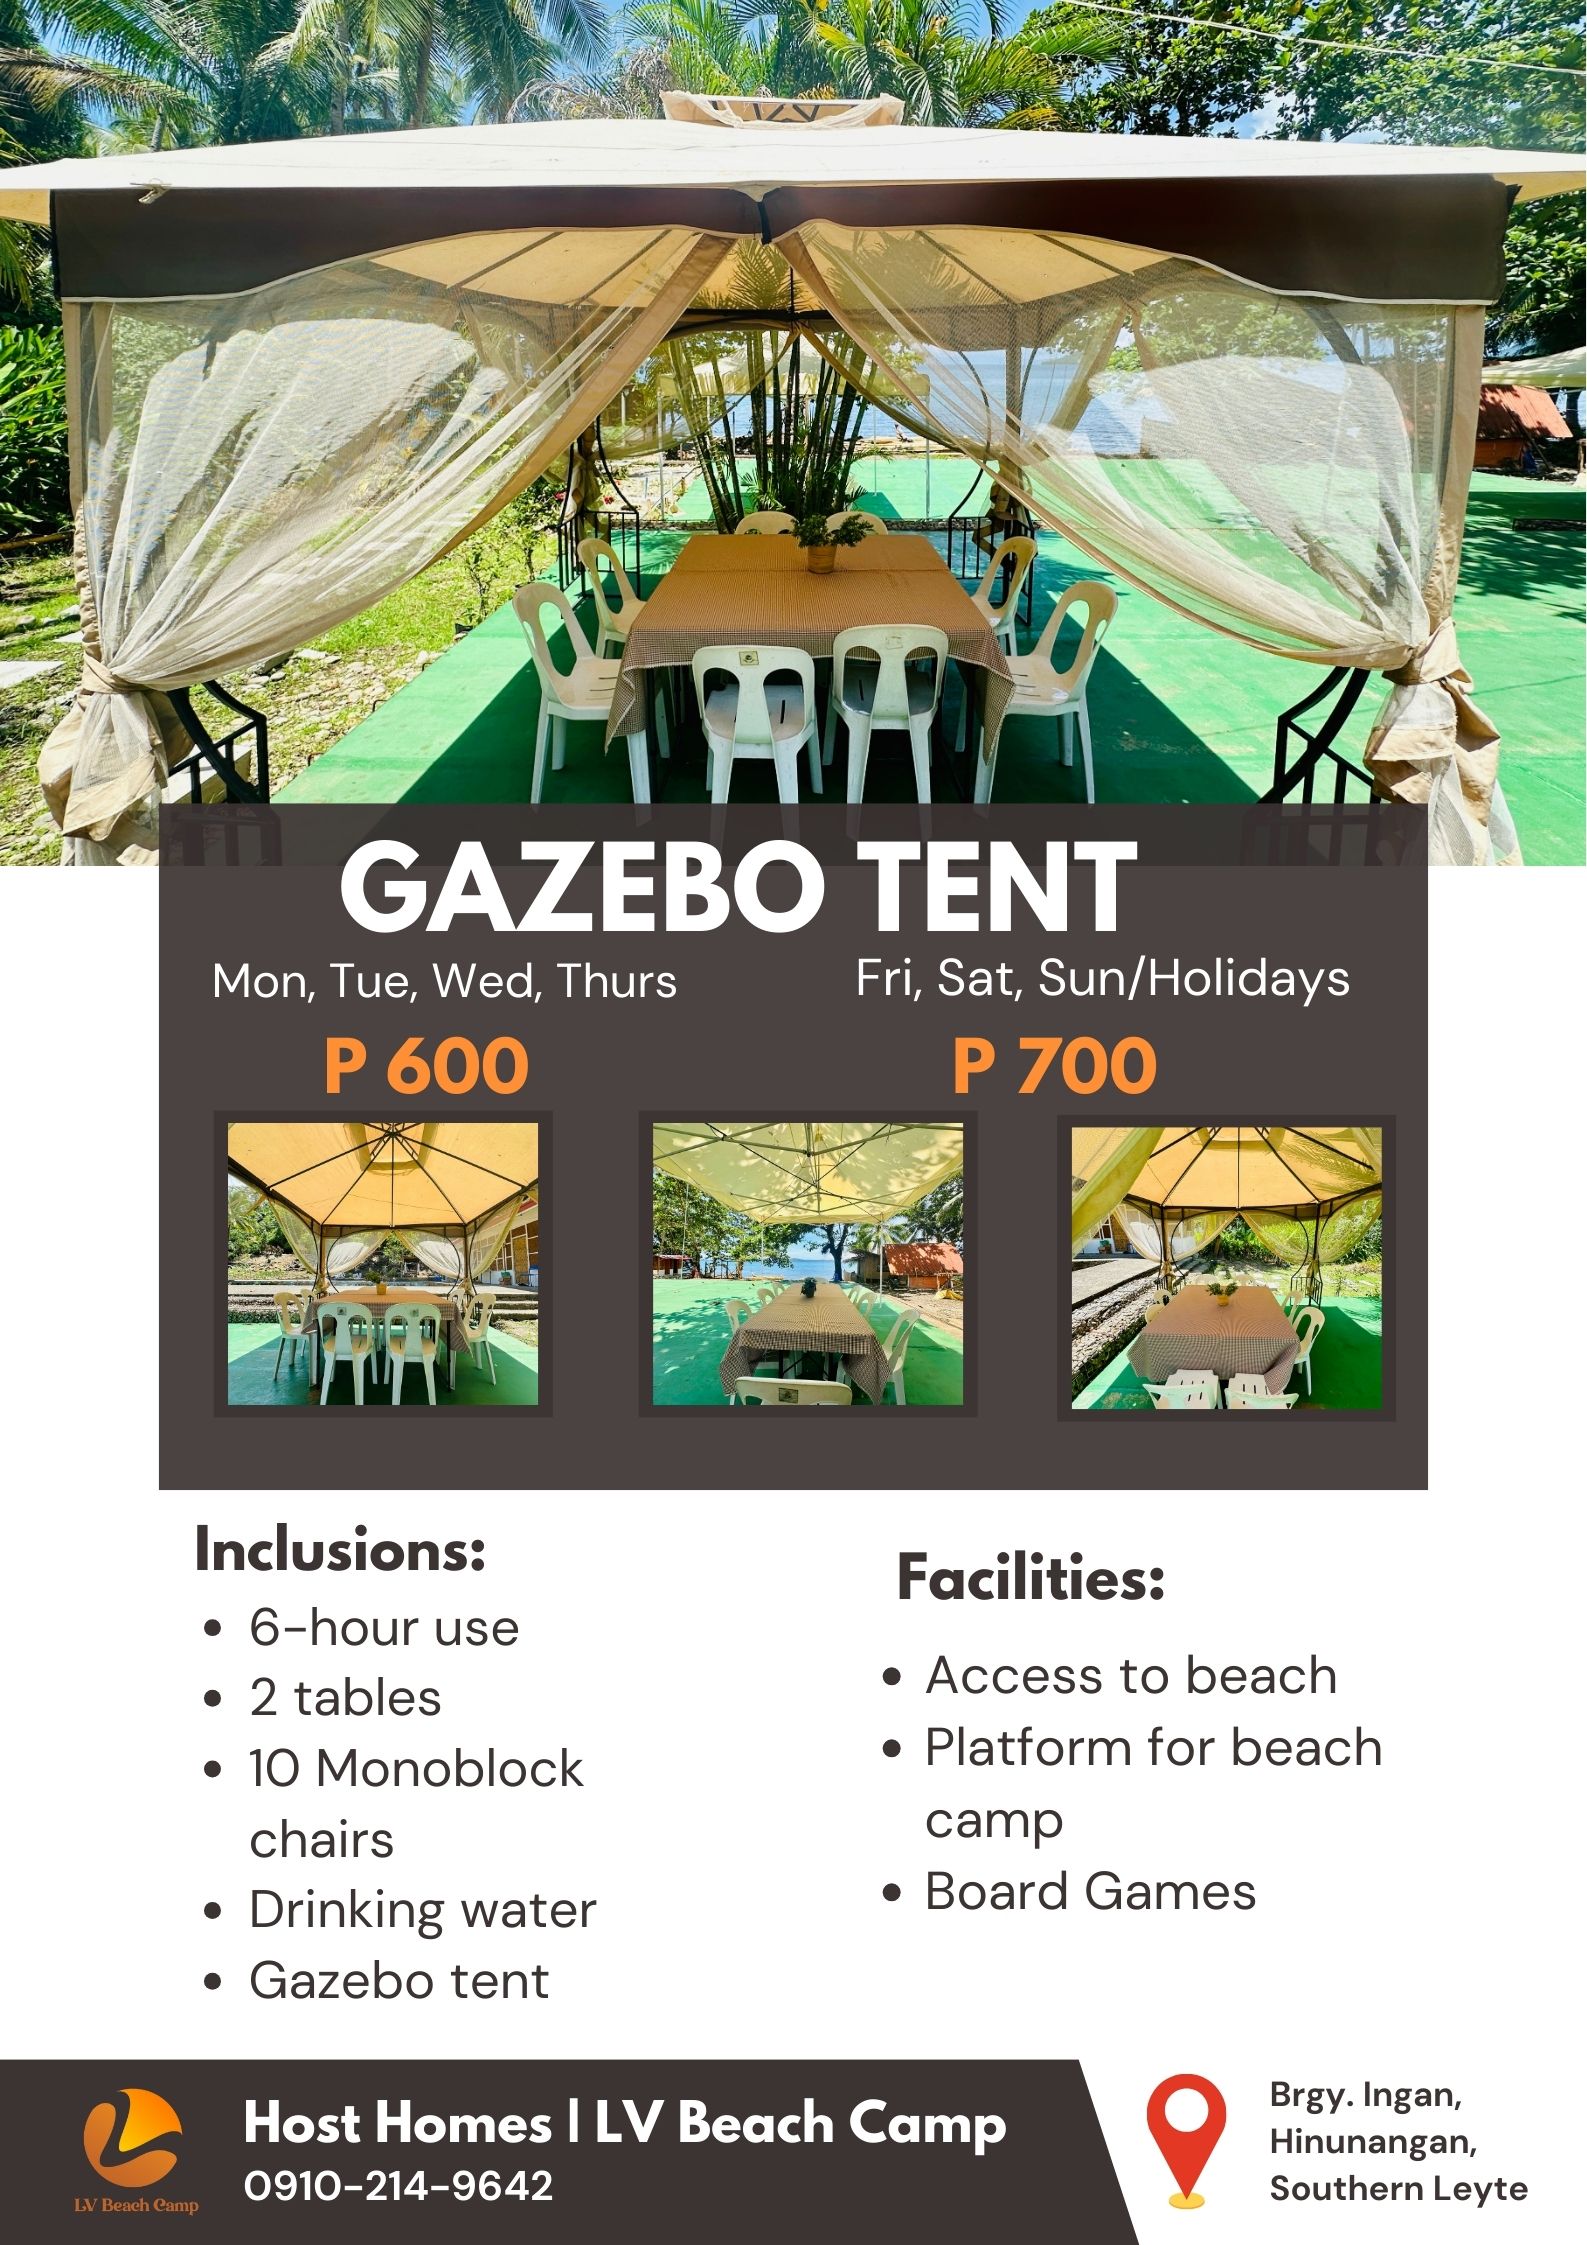 GAZEBO TENT
Mon, Tue, Wed, Thurs
Fri, Sat, Sun/Holidays
P 600
P 700
Inclusions:
• 6-hour use
• 2 tables
• 10 Monoblock
chairs
• Drinking water
• Gazebo tent
Facilities:
• Access to beach
• Platform for beach
camp
• Board Games
LV Beach Camp
Host Homes | LV Beach Camp
0910-214-9642
Brgy. Ingan,
Hinunangan,
Southern Leyte